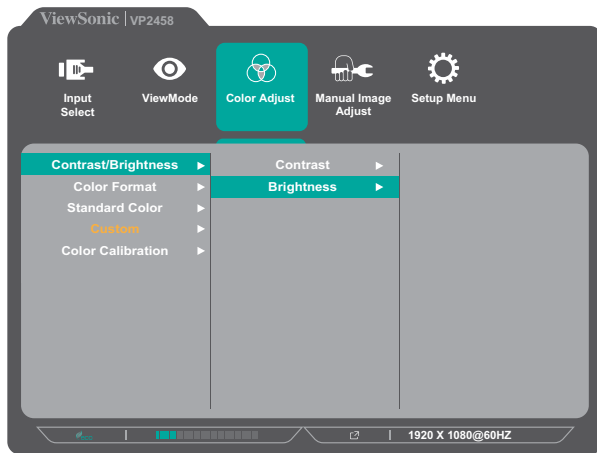 ViewSonic | VP2458
Input
Select
ViewMode
Color Adjust
Manual Image
Adjust
Setup Menu
Contrast/Brightness
Color Format
Standard Color
Custom
Color Calibration
Contrast
Brightness
1920 X 1080@60HZ